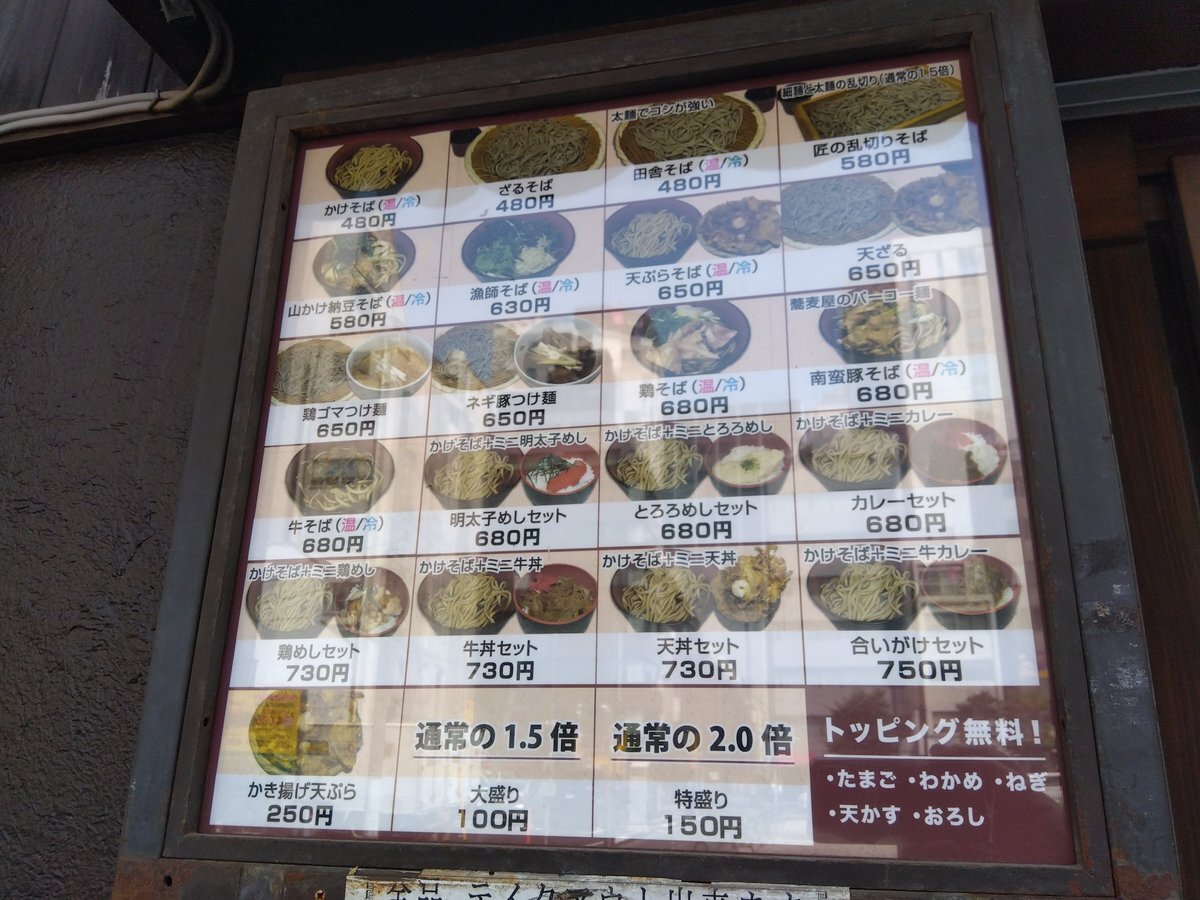 かけそば(温/冷)
480円
ざるそば
480円
太麺でコシが強い
田舎そば(温/冷)
480円
細麺と太麺の乱切り(通常の1.5倍)
匠の乱切りそば
580円
山かけ納豆そば(温/冷)
580円
漁師そば(温/冷)
630円
天ぷらそば(温/冷)
650円
天ざる
650円
鶏ゴマつけ麺
650円
ネギ豚つけ麺
650円
鶏そば(温/冷)
680円
蕎麦屋のパーコー麺
南蛮豚そば(温/冷)
680円
牛そば(温/冷)
680円
かけそば+ミニ明太子めし
明太子めしセット
680円
かけそば+ミニとろろめし
とろろめしセット
680円
かけそば+ミニカレー
カレーセット
680円
かけそば+ミニ鶏めし
鶏めしセット
730円
かけそば+ミニ牛丼
牛丼セット
730円
かけそば+ミニ天丼
天丼セット
730円
かけそば+ミニ牛カレー
合いがけセット
750円
かき揚げ天ぷら
250円
通常の1.5倍
大盛り
100円
通常の2.0倍
特盛り
150円
トッピング無料!
・たまご ・わかめ ・ねぎ
・天かす ・おろし